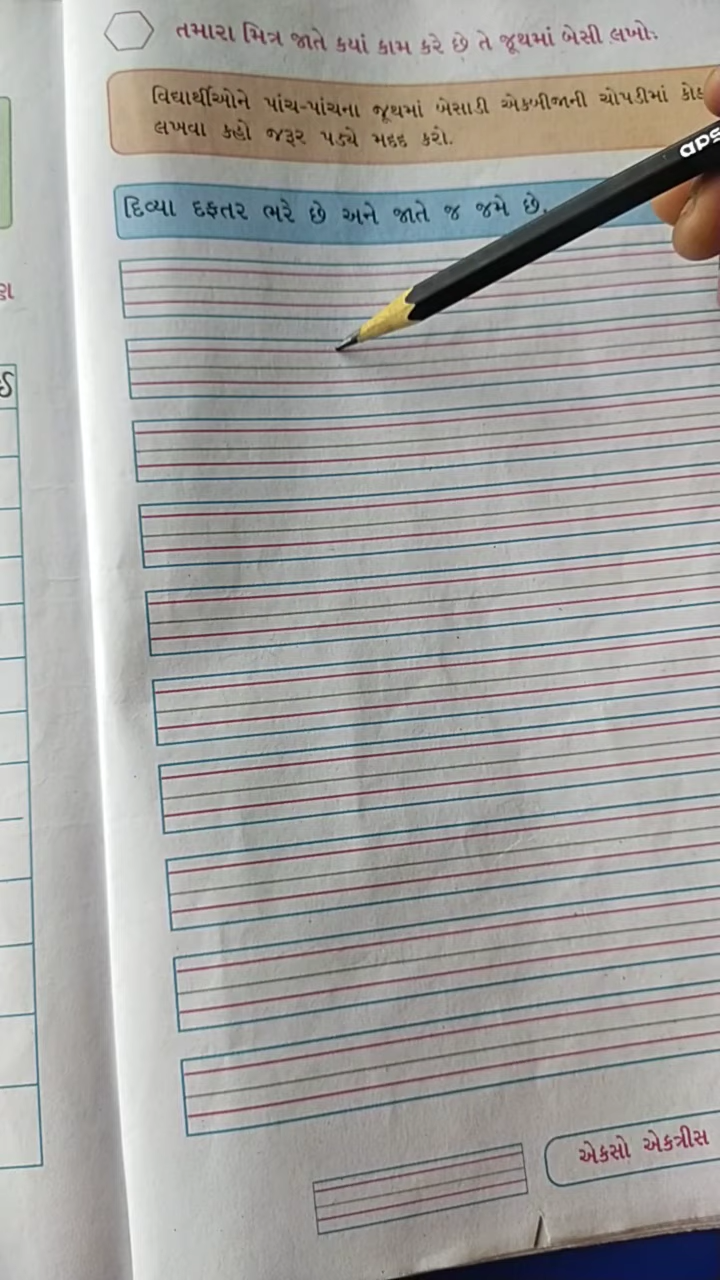 તમારા મિત્ર જાતે કયાં કામ કરે છે તે જૂથમાં બેસી લખો:
વિદ્યાર્થીઓને પાંચ-પાંચના જૂથમાં બેસાડી એકબીજાની ચોપડીમાં
લખવા કહો જરૂર પડ્યે મદદ કરો.
દિવ્યા દફતર ભરે છે અને જાતે જ જમે છે.
એકસો એકત્રીસ